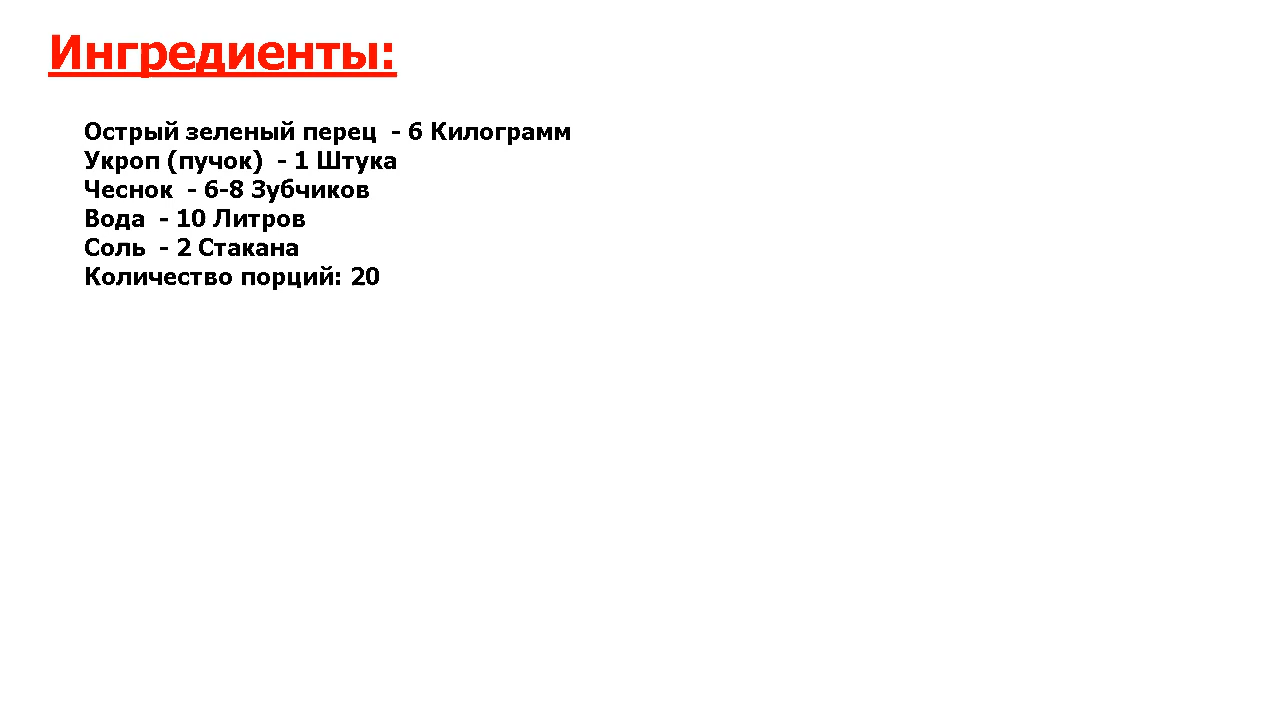 Ингредиенты:
Острый зеленый перец  - 6 Килограмм
Укроп (пучок)  - 1 Штука
Чеснок  - 6-8 Зубчиков
Вода  - 10 Литров
Соль  - 2 Стакана
Количество порций: 20